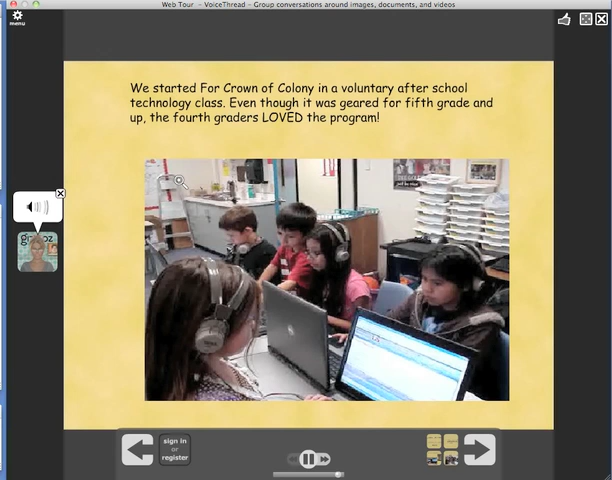 Web Tour – VoiceThread – Group conversations around images, documents, and videos
menu
We started For Crown of Colony in a voluntary after school
technology class. Even though it was geared for fifth grade and
up, the fourth graders LOVED the program!
sign in
or
register